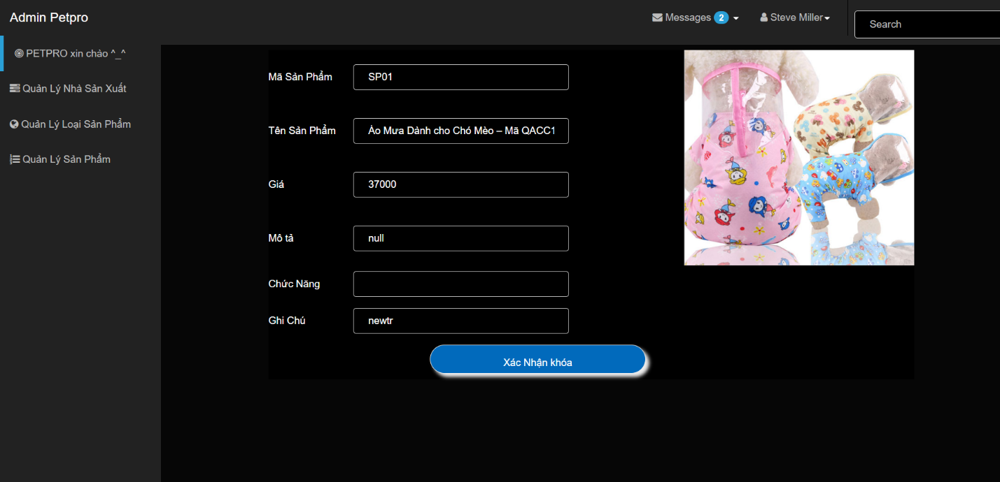 Admin Petpro
Messages 2
Steve Miller
Search
PETPRO xin chào ^_^
Quản Lý Nhà Sản Xuất
Quản Lý Loại Sản Phẩm
Quản Lý Sản Phẩm
Mã Sản Phẩm
SP01
Tên Sản Phẩm
Áo Mưa Dành cho Chó Mèo – Mã QACC1
Giá
37000
Mô tả
null
Chức Năng
Ghi Chú
newtr
Xác Nhận khóa